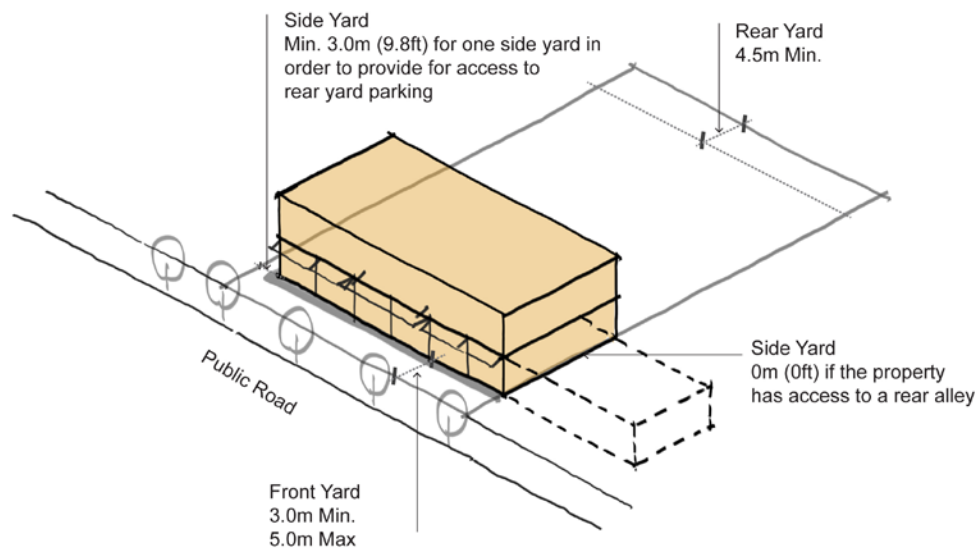 Side Yard
Min. 3.0m (9.8ft) for one side yard in
order to provide for access to
rear yard parking
Rear Yard
4.5m Min.
Public Road
Side Yard
0m (0ft) if the property
has access to a rear alley
Front Yard
3.0m Min.
5.0m Max